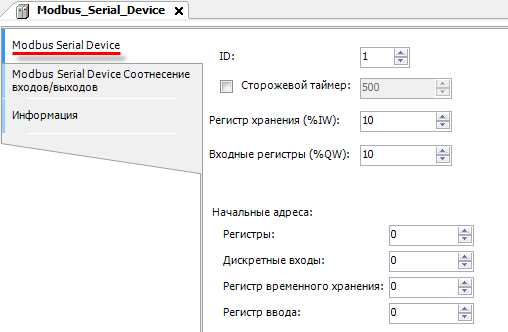 Modbus_Serial_Device
Modbus Serial Device
Modbus Serial Device Соотнесение
входов/выходов
Информация
ID: 1
Сторожевой таймер: 500
Регистр хранения (%IW): 10
Входные регистры (%QW): 10
Начальные адреса:
Регистры: 0
Дискретные входы: 0
Регистр временного хранения: 0
Регистр ввода: 0